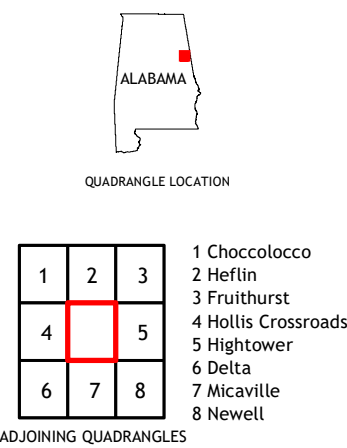 ALABAMA
QUADRANGLE LOCATION
1 2 3
4 5
6 7 8
1 Choccolocco
2 Heflin
3 Fruithurst
4 Hollis Crossroads
5 Hightower
6 Delta
7 Micaville
8 Newell
ADJOINING QUADRANGLES